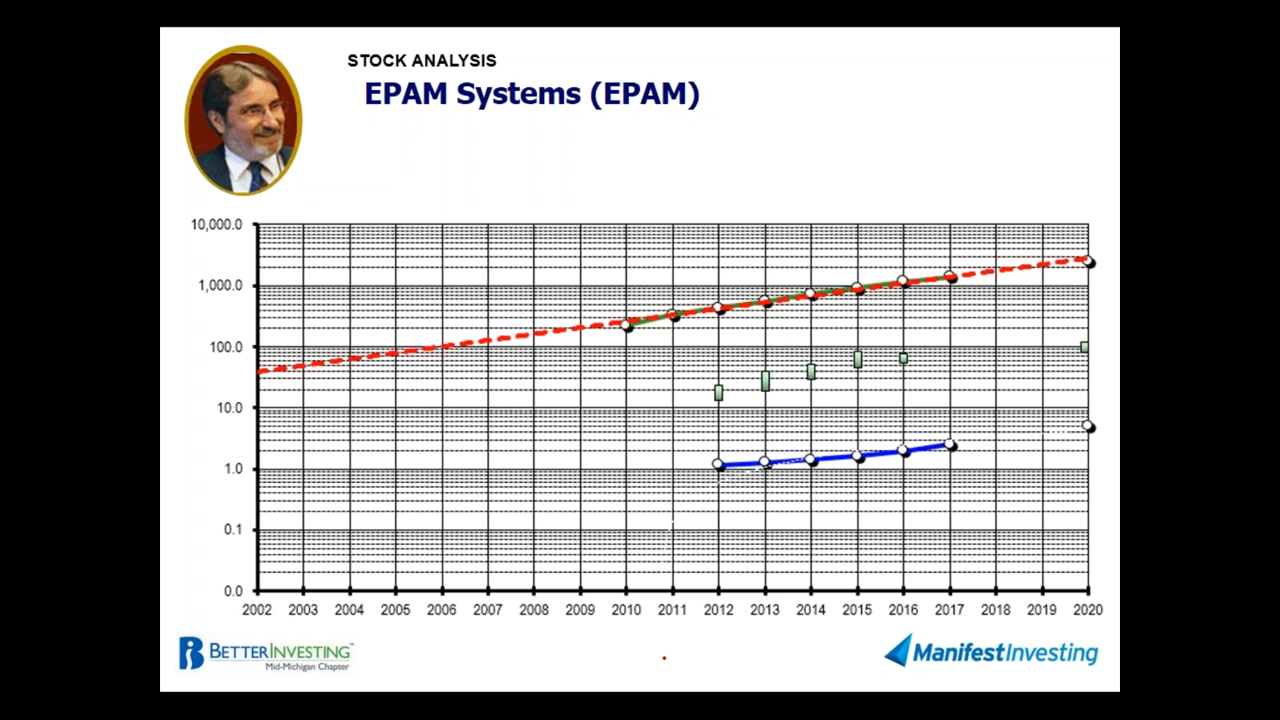 STOCK ANALYSIS
EPAM Systems (EPAM)
10,000.0
1,000.0
100.0
10.0
1.0
0.1
0.0
2002 2003 2004 2005 2006 2007 2008 2009 2010 2011 2012 2013 2014 2015 2016 2017 2018 2019 2020
BETTERINVESTING™
Mid-Michigan Chapter
ManifestInvesting